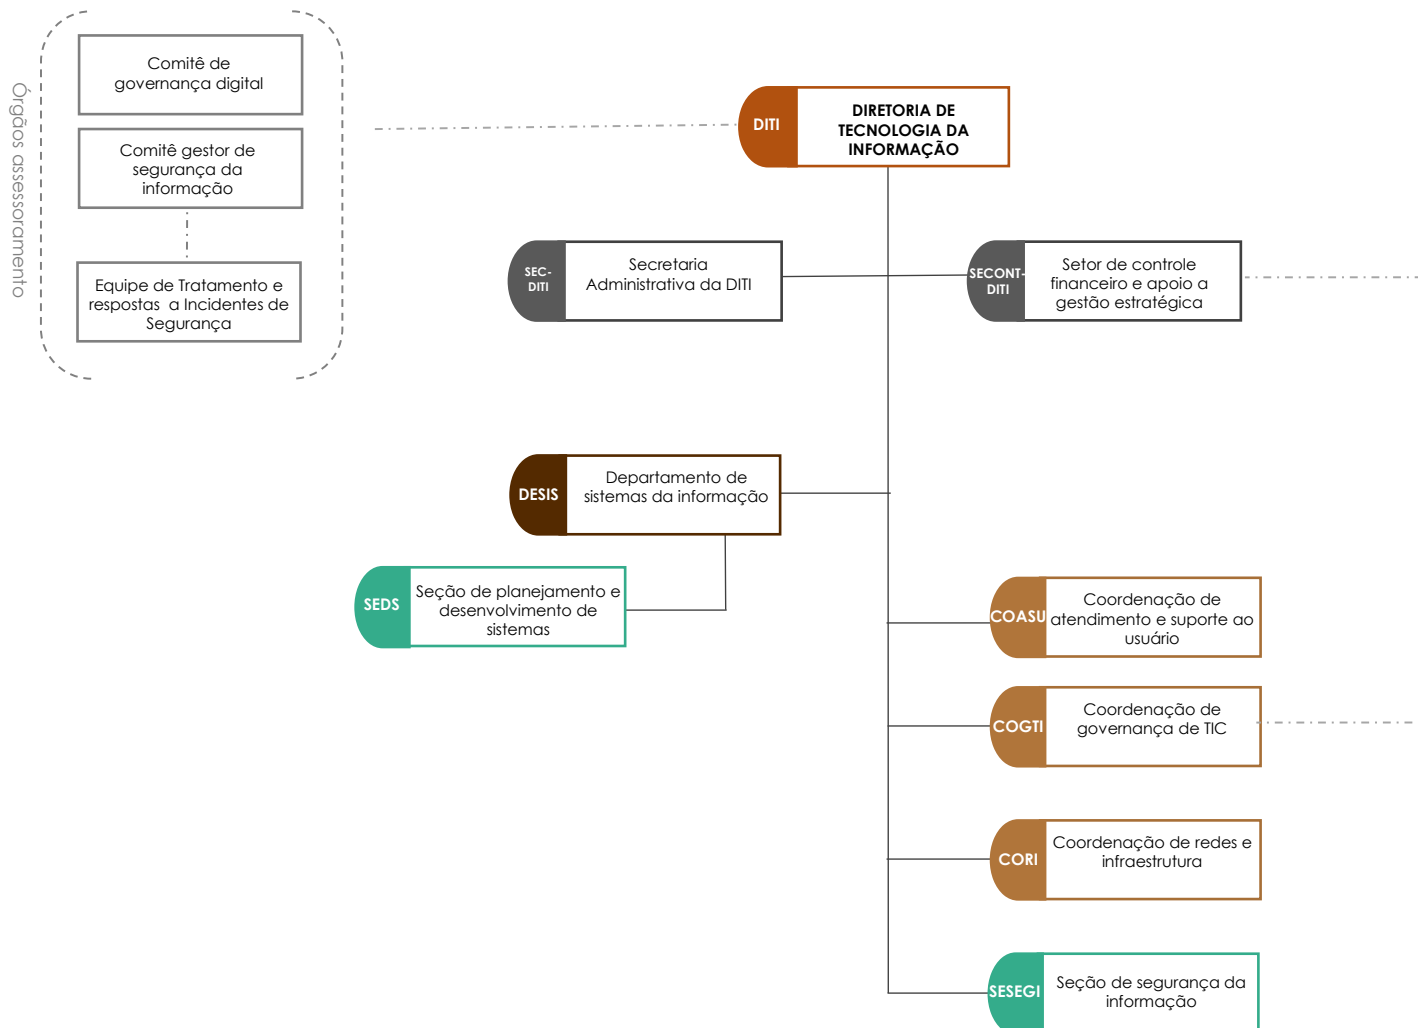 Órgãos assessoramento
Comitê de
governança digital
Comitê gestor de
segurança da
informação
Equipe de Tratamento e
respostas a Incidentes de
Segurança
DITI
DIRETORIA DE
TECNOLOGIA DA
INFORMAÇÃO
SEC-
DITI
Secretaria
Administrativa da DITI
SECONT-
DITI
Setor de controle
financeiro e apoio a
gestão estratégica
DESIS
Departamento de
sistemas da informação
SEDS
Seção de planejamento e
desenvolvimento de
sistemas
COASU
Coordenação de
atendimento e suporte ao
usuário
COGTI
Coordenação de
governança de TIC
CORI
Coordenação de redes e
infraestrutura
SESEGI
Seção de segurança da
informação